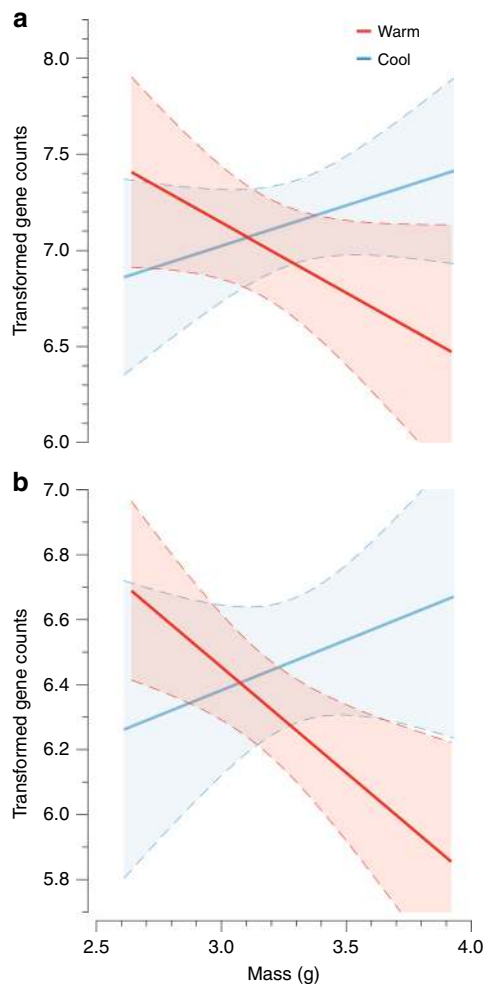 a
Warm
Cool
Transformed gene counts
8.0
7.5
7.0
6.5
6.0
b
Transformed gene counts
7.0
6.8
6.6
6.4
6.2
6.0
5.8
2.5 3.0 3.5 4.0
Mass (g)